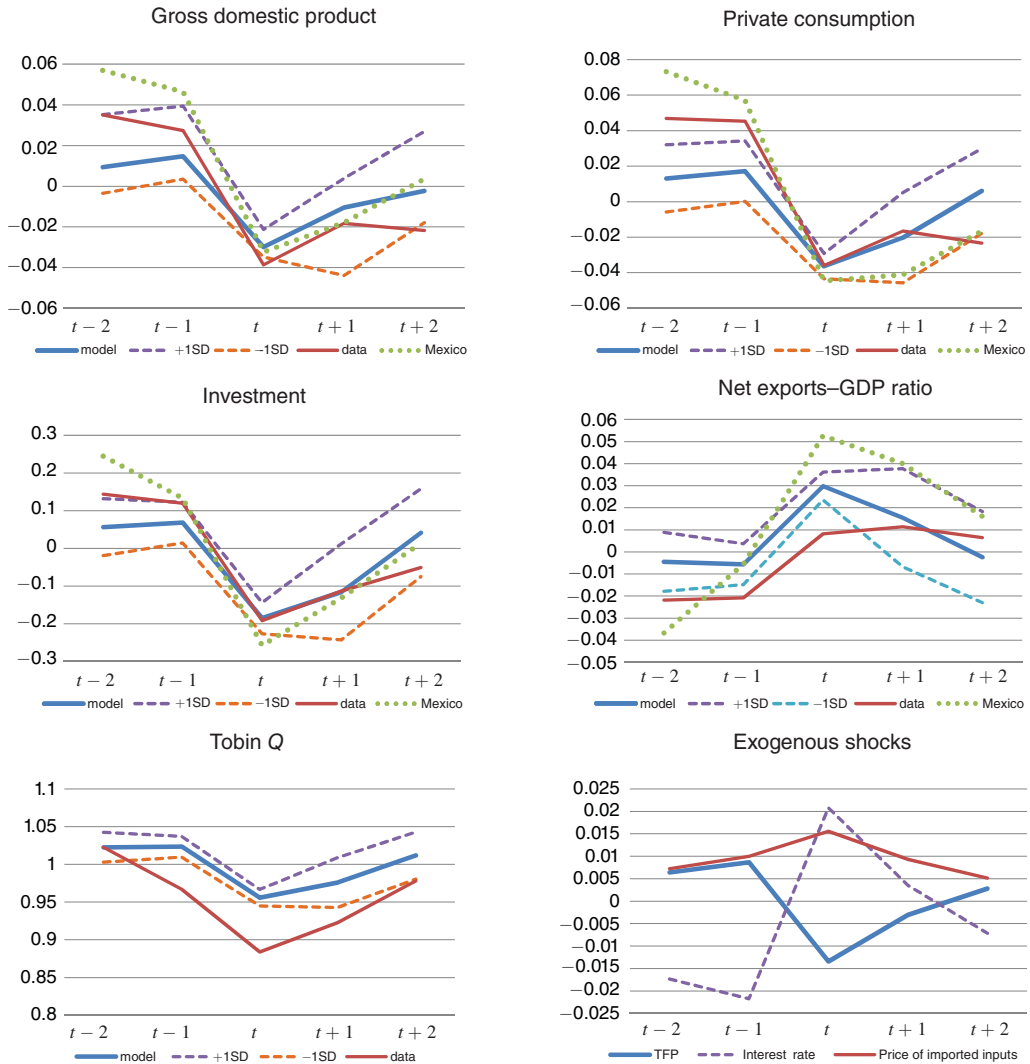 Gross domestic product
0.06
0.04
0.02
0
−0.02
−0.04
−0.06
t − 2 t − 1 t t + 1 t + 2
model +1SD −1SD data Mexico
Private consumption
0.08
0.06
0.04
0.02
0
−0.02
−0.04
−0.06
t − 2 t − 1 t t + 1 t + 2
model +1SD −1SD data Mexico
Investment
0.3
0.2
0.1
0
−0.1
−0.2
−0.3
t − 2 t − 1 t t + 1 t + 2
model +1SD −1SD data Mexico
Net exports–GDP ratio
0.06
0.05
0.04
0.03
0.02
0.01
0
−0.01
−0.02
−0.03
−0.04
−0.05
t − 2 t − 1 t t + 1 t + 2
model +1SD −1SD data Mexico
Tobin Q
1.1
1.05
1
0.95
0.9
0.85
0.8
t − 2 t − 1 t t + 1 t + 2
model +1SD −1SD data
Exogenous shocks
0.025
0.02
0.015
0.01
0.005
0
−0.005
−0.01
−0.015
−0.02
−0.025
t − 2 t − 1 t t + 1 t + 2
TFP Interest rate Price of imported inputs